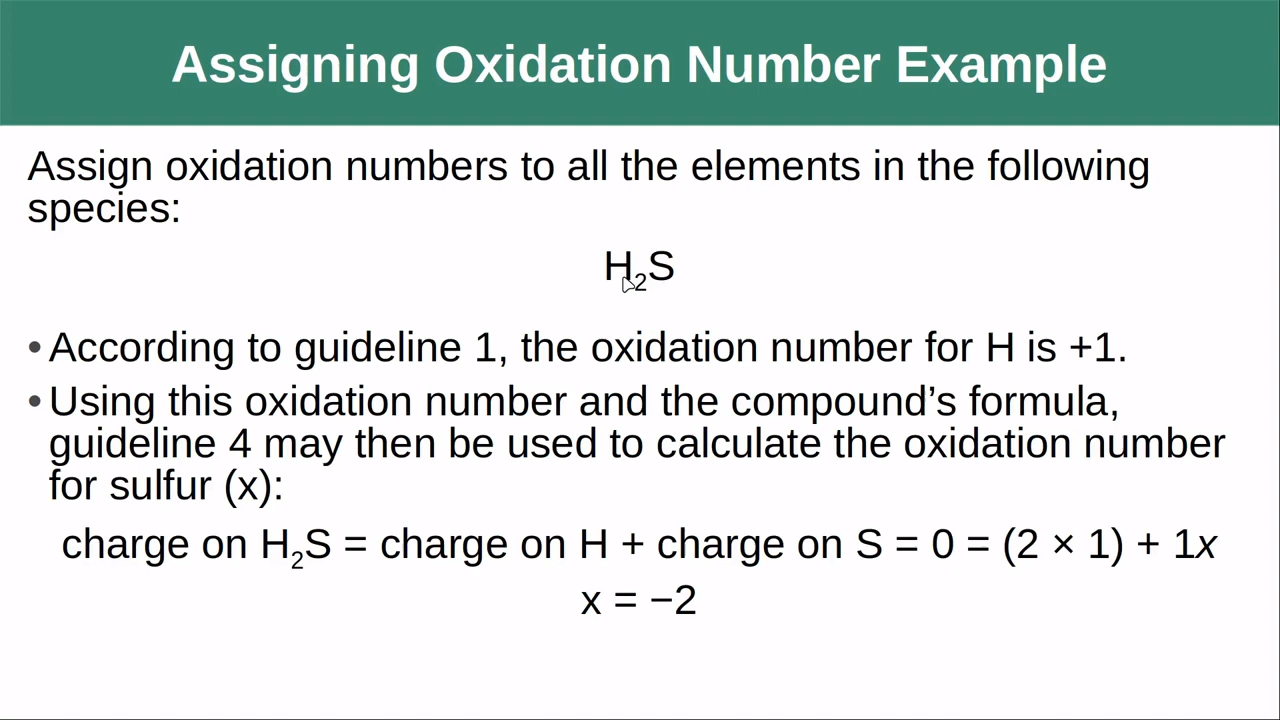 Assigning Oxidation Number Example
Assign oxidation numbers to all the elements in the following
species:
H₂S
• According to guideline 1, the oxidation number for H is +1.
• Using this oxidation number and the compound’s formula,
guideline 4 may then be used to calculate the oxidation number
for sulfur (x):
charge on H₂S = charge on H + charge on S = 0 = (2 × 1) + 1x
x = −2